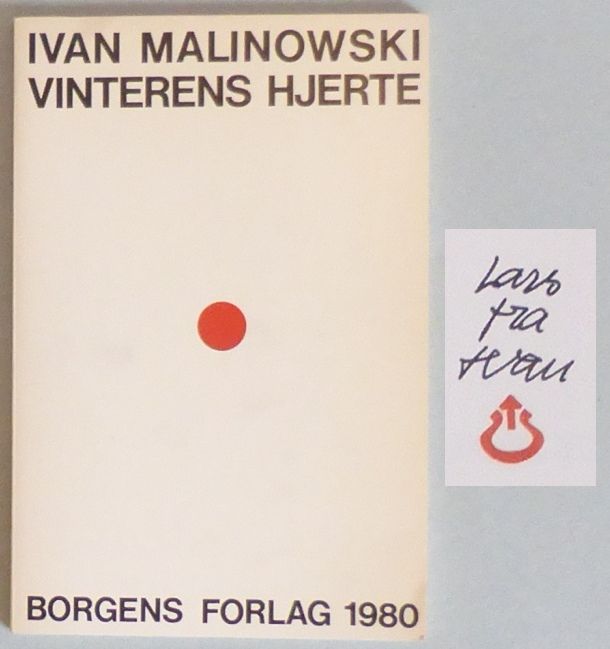 IVAN MALINOWSKI
VINTERENS HJERTE
BORGENS FORLAG 1980
Lars
fra
Ivan